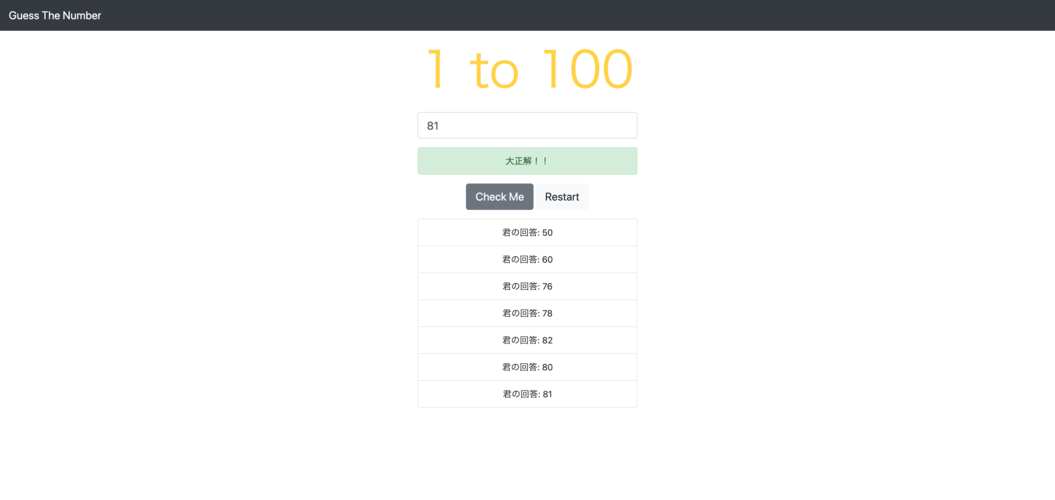 Guess The Number
1 to 100
81
大正解！！
Check Me Restart
君の回答: 50
君の回答: 60
君の回答: 76
君の回答: 78
君の回答: 82
君の回答: 80
君の回答: 81